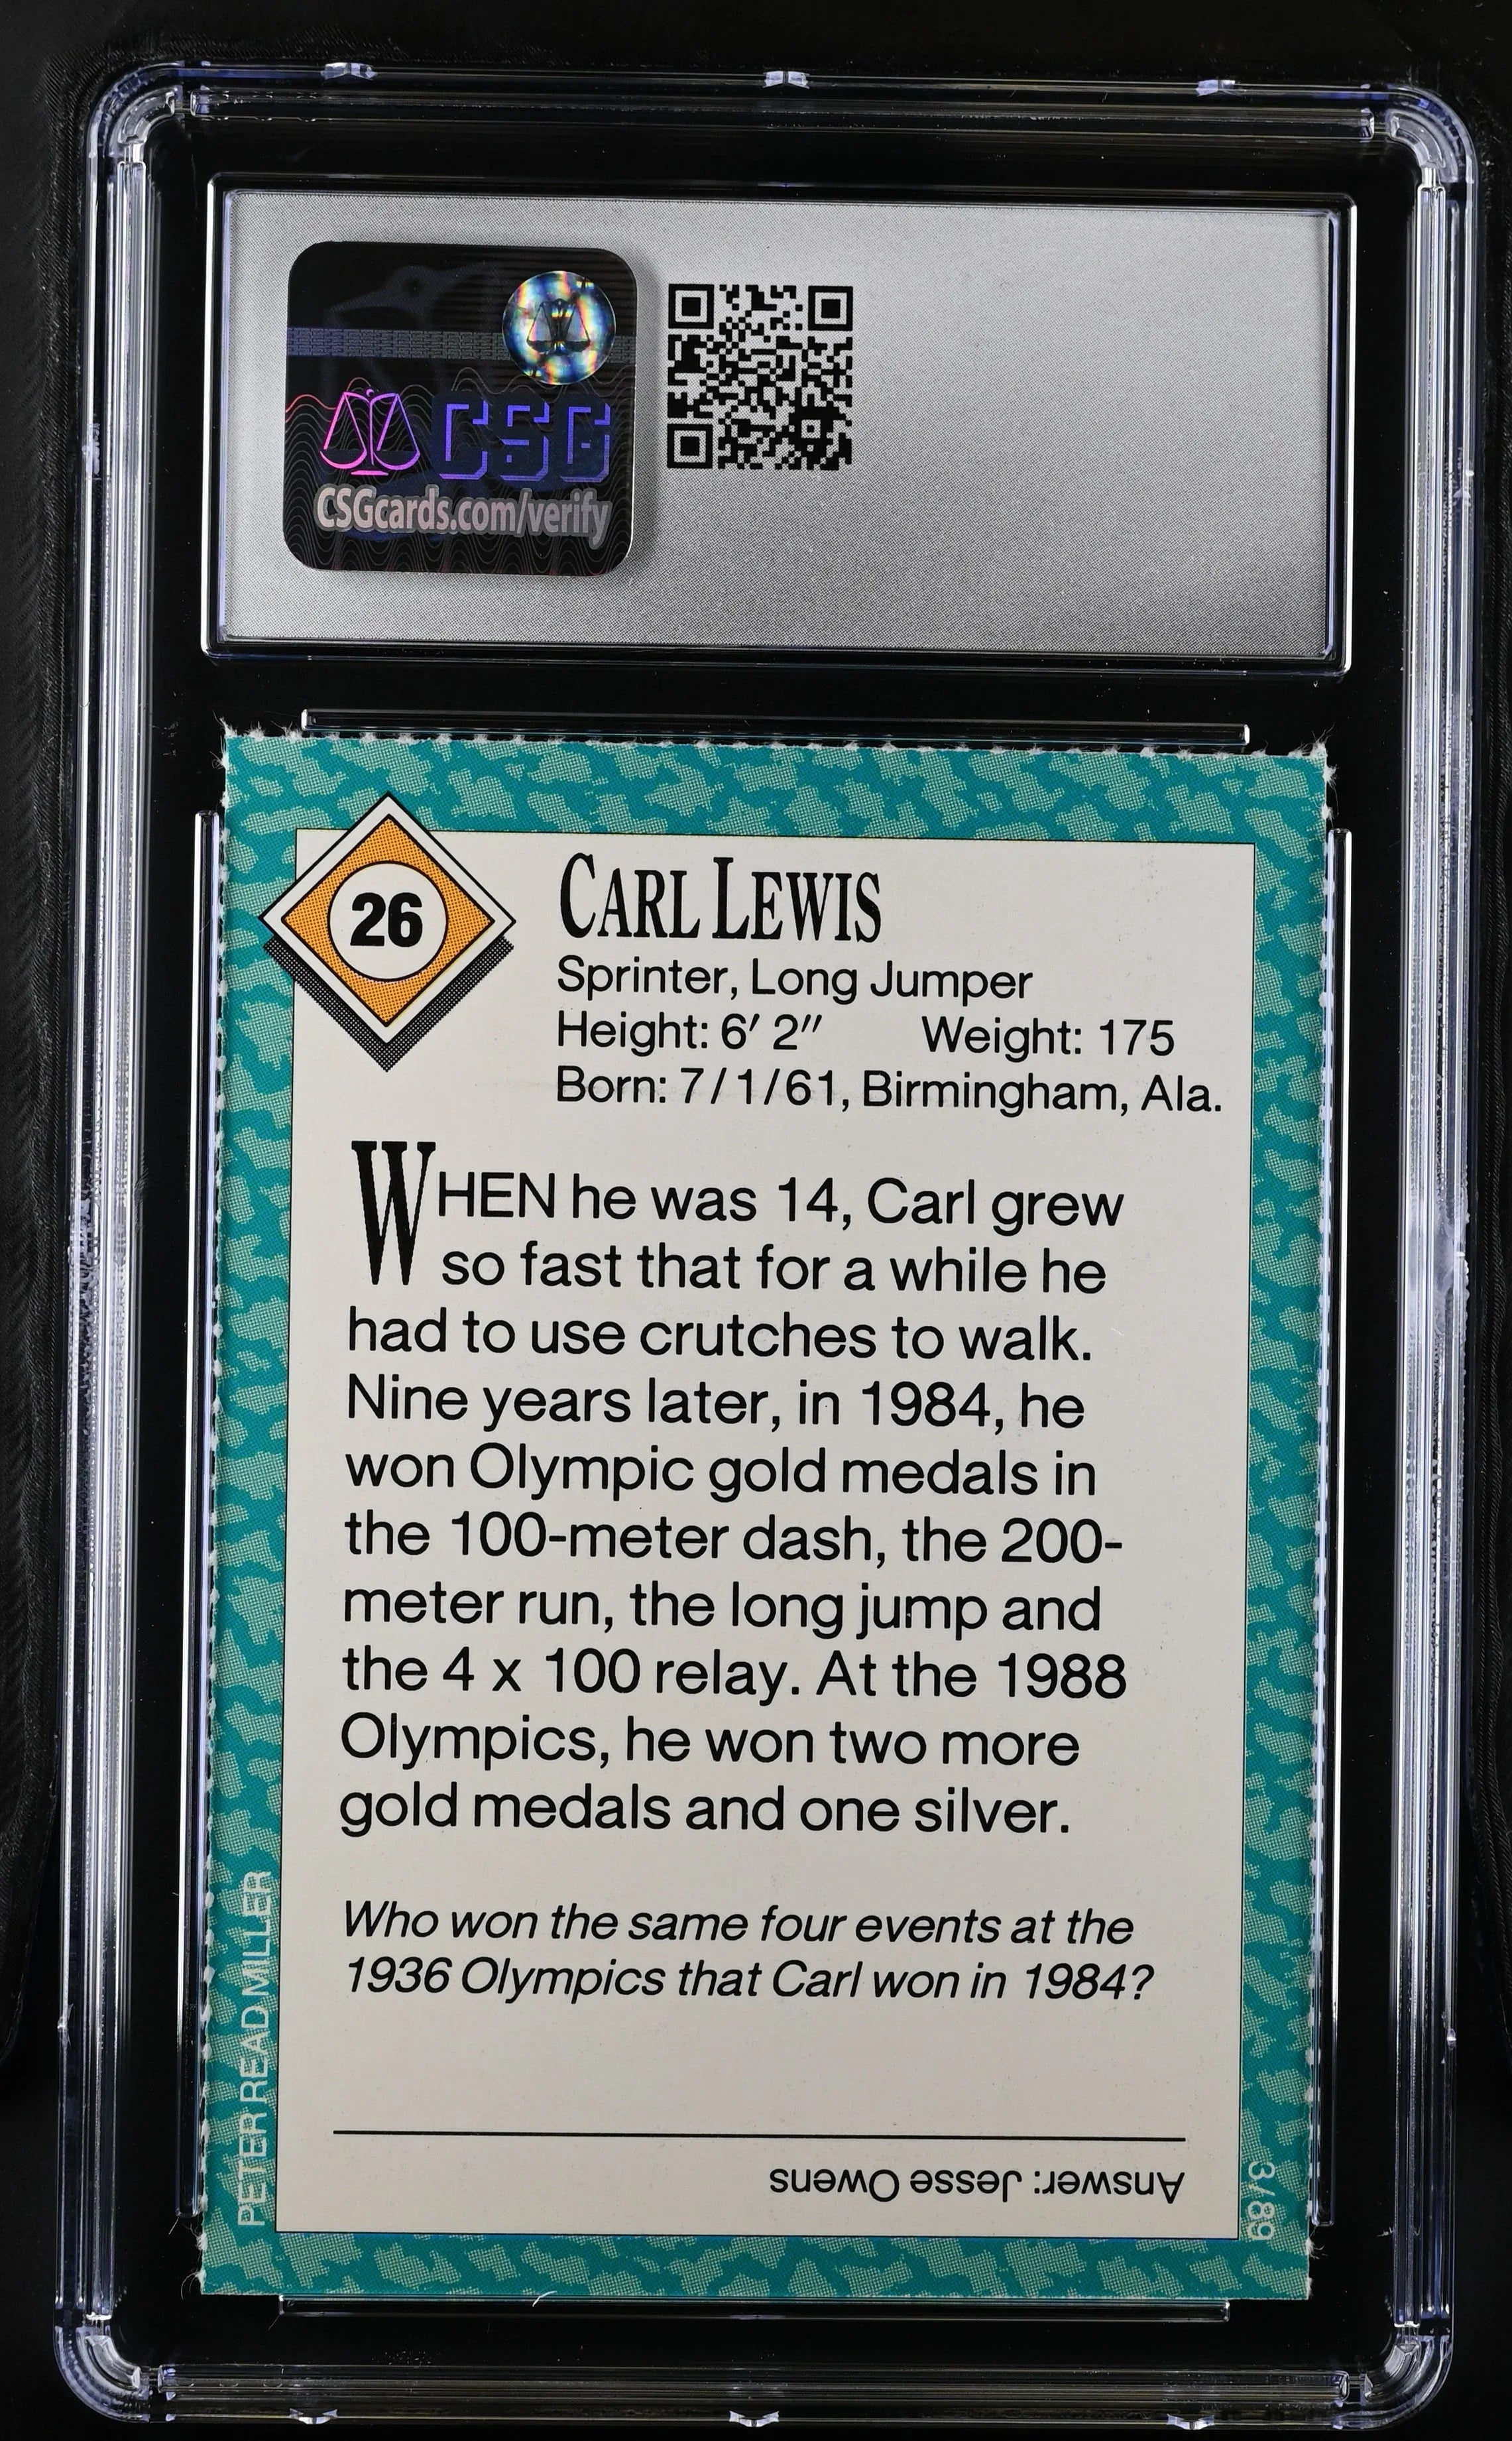 CSG
CSGcards.com/verify
26
CARL LEWIS
Sprinter, Long Jumper
Height: 6′ 2″ Weight: 175
Born: 7/1/61, Birmingham, Ala.
WHEN he was 14, Carl grew
so fast that for a while he
had to use crutches to walk.
Nine years later, in 1984, he
won Olympic gold medals in
the 100-meter dash, the 200-
meter run, the long jump and
the 4 x 100 relay. At the 1988
Olympics, he won two more
gold medals and one silver.
Who won the same four events at the
1936 Olympics that Carl won in 1984?
Answer: Jesse Owens
PETER READ MILLER
3/89